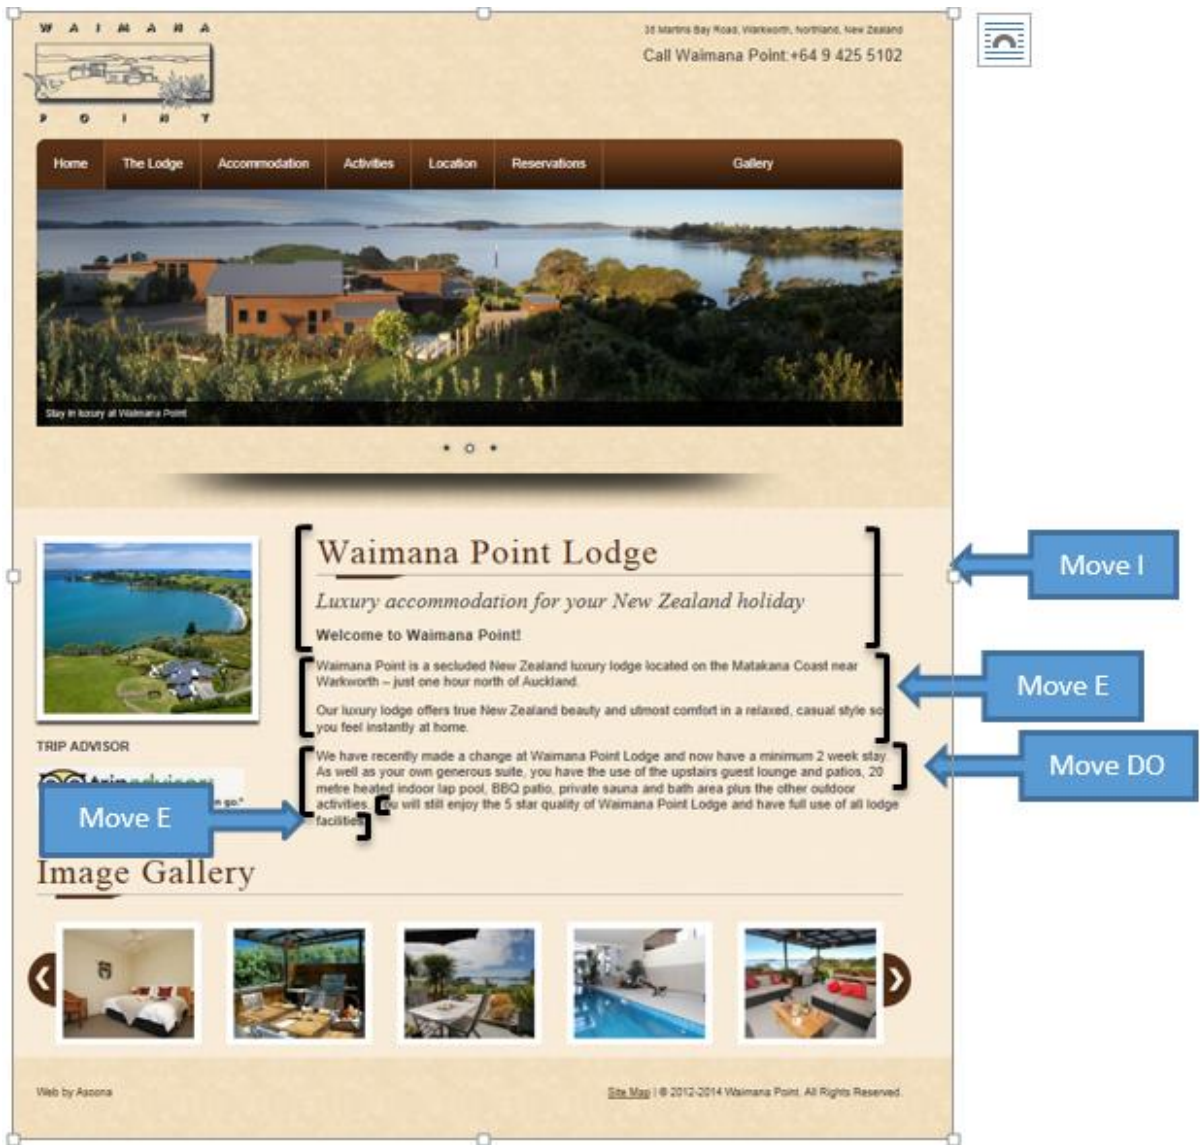 W A I M A N A
P O I N T
35 Martins Bay Road, Warkworth, Northland, New Zealand
Call Waimana Point:+64 9 425 5102
Home The Lodge Accommodation Activities Location Reservations Gallery
Stay in luxury at Waimana Point
Waimana Point Lodge
Luxury accommodation for your New Zealand holiday
Welcome to Waimana Point!
Waimana Point is a secluded New Zealand luxury lodge located on the Matakana Coast near
Warkworth – just one hour north of Auckland.
Our luxury lodge offers true New Zealand beauty and utmost comfort in a relaxed, casual style so
you feel instantly at home.
We have recently made a change at Waimana Point Lodge and now have a minimum 2 week stay.
As well as your own generous suite, you have the use of the upstairs guest lounge and patios, 20
metre heated indoor lap pool, BBQ patio, private sauna and bath area plus the other outdoor
activities. You will still enjoy the 5 star quality of Waimana Point Lodge and have full use of all lodge
facilities.
Move I
Move E
Move DO
TRIP ADVISOR
go."
Move E
Image Gallery
Web by Azoona
Site Map | © 2012-2014 Waimana Point. All Rights Reserved.